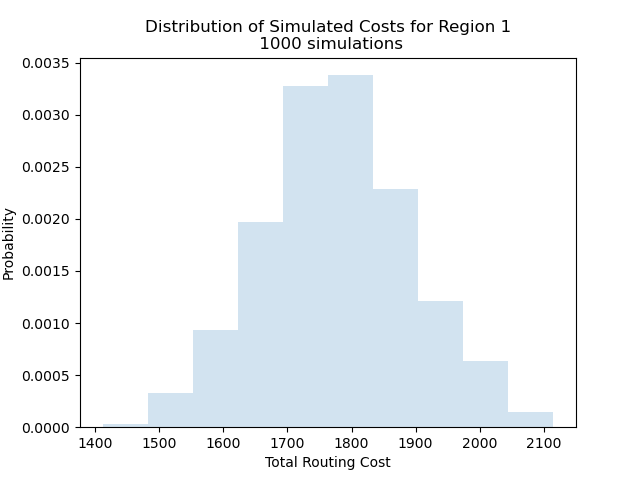 Distribution of Simulated Costs for Region 1
1000 simulations
Probability
0.0035
0.0030
0.0025
0.0020
0.0015
0.0010
0.0005
0.0000
1400 1500 1600 1700 1800 1900 2000 2100
Total Routing Cost